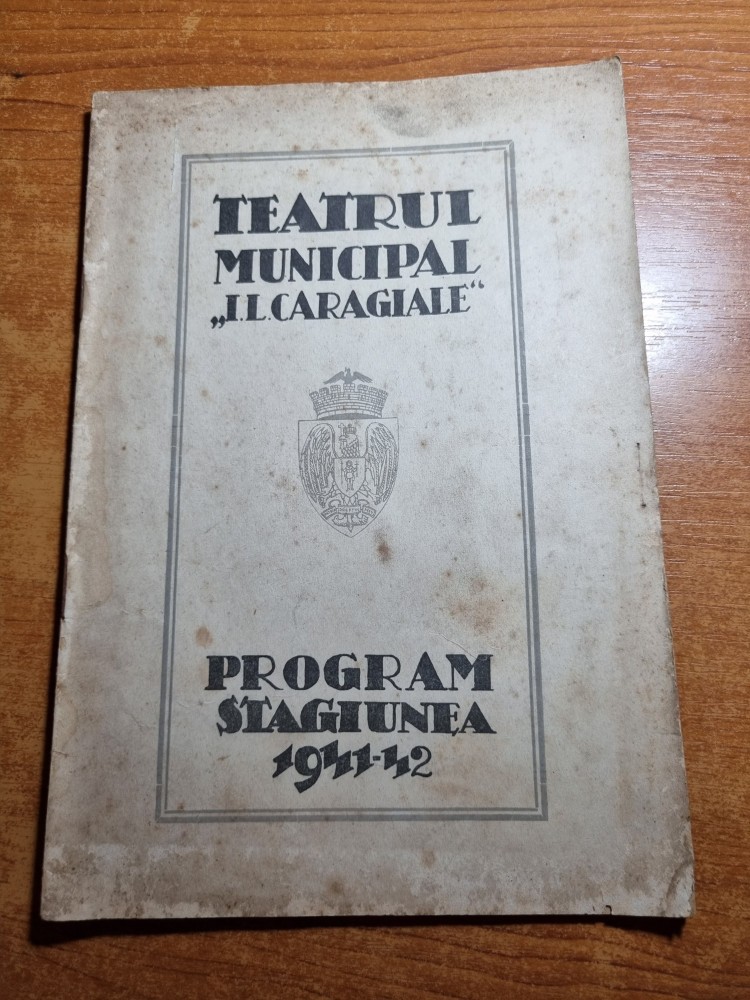 TEATRUL
MUNICIPAL
„I.L.CARAGIALE“
PROGRAM
STAGIUNEA
1941-42